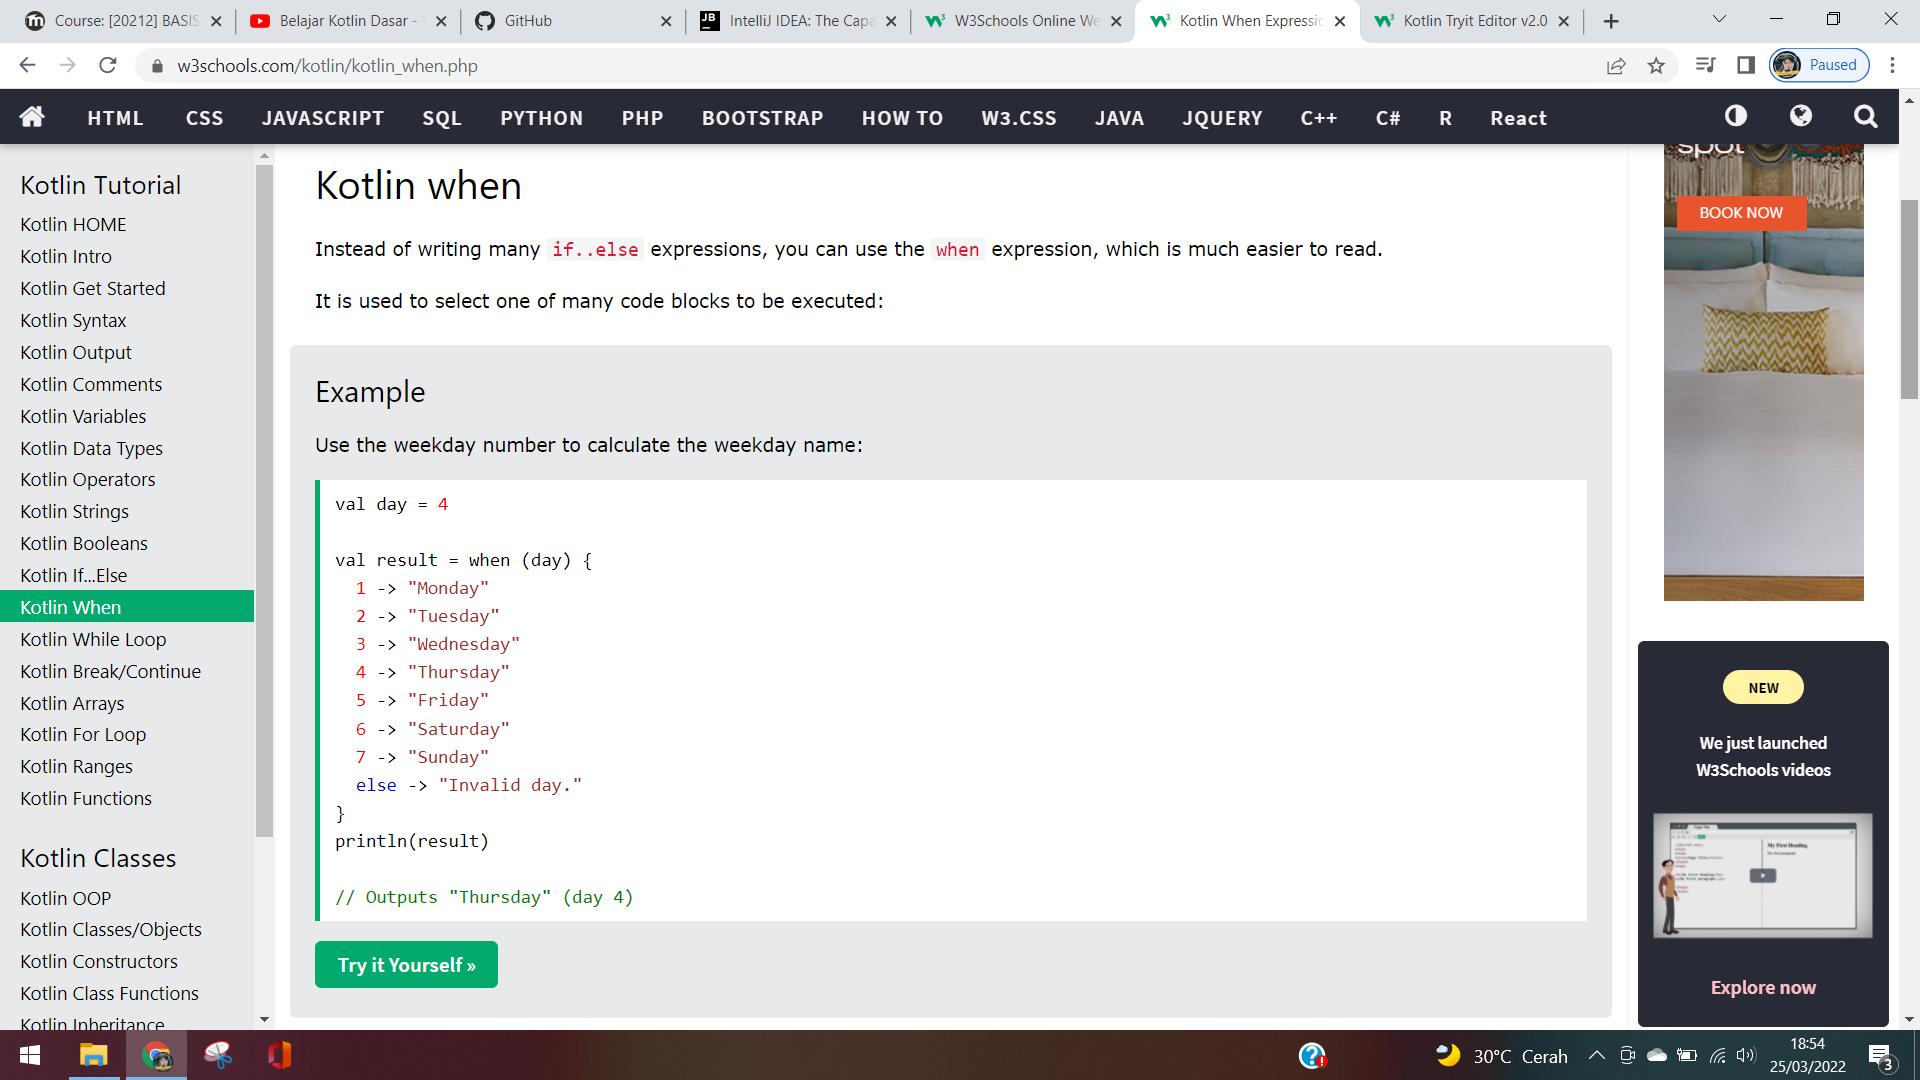 Course: [20212] BASIS
Belajar Kotlin Dasar -
GitHub
IntelliJ IDEA: The Capa
W3Schools Online We
Kotlin When Expressio
Kotlin Tryit Editor v2.0
w3schools.com/kotlin/kotlin_when.php
Paused
HTML CSS JAVASCRIPT SQL PYTHON PHP BOOTSTRAP HOW TO W3.CSS JAVA JQUERY C++ C# R React
Kotlin Tutorial
Kotlin HOME
Kotlin Intro
Kotlin Get Started
Kotlin Syntax
Kotlin Output
Kotlin Comments
Kotlin Variables
Kotlin Data Types
Kotlin Operators
Kotlin Strings
Kotlin Booleans
Kotlin If...Else
Kotlin When
Kotlin While Loop
Kotlin Break/Continue
Kotlin Arrays
Kotlin For Loop
Kotlin Ranges
Kotlin Functions
Kotlin Classes
Kotlin OOP
Kotlin Classes/Objects
Kotlin Constructors
Kotlin Class Functions
Kotlin Inheritance
Kotlin when
Instead of writing many if..else expressions, you can use the when expression, which is much easier to read.
It is used to select one of many code blocks to be executed:
Example
Use the weekday number to calculate the weekday name:
val day = 4
val result = when (day) {
1 -> "Monday"
2 -> "Tuesday"
3 -> "Wednesday"
4 -> "Thursday"
5 -> "Friday"
6 -> "Saturday"
7 -> "Sunday"
else -> "Invalid day."
}
println(result)
// Outputs "Thursday" (day 4)
Try it Yourself »
spot
BOOK NOW
NEW
We just launched
W3Schools videos
My First Heading
Explore now
30°C Cerah
18:54
25/03/2022
3